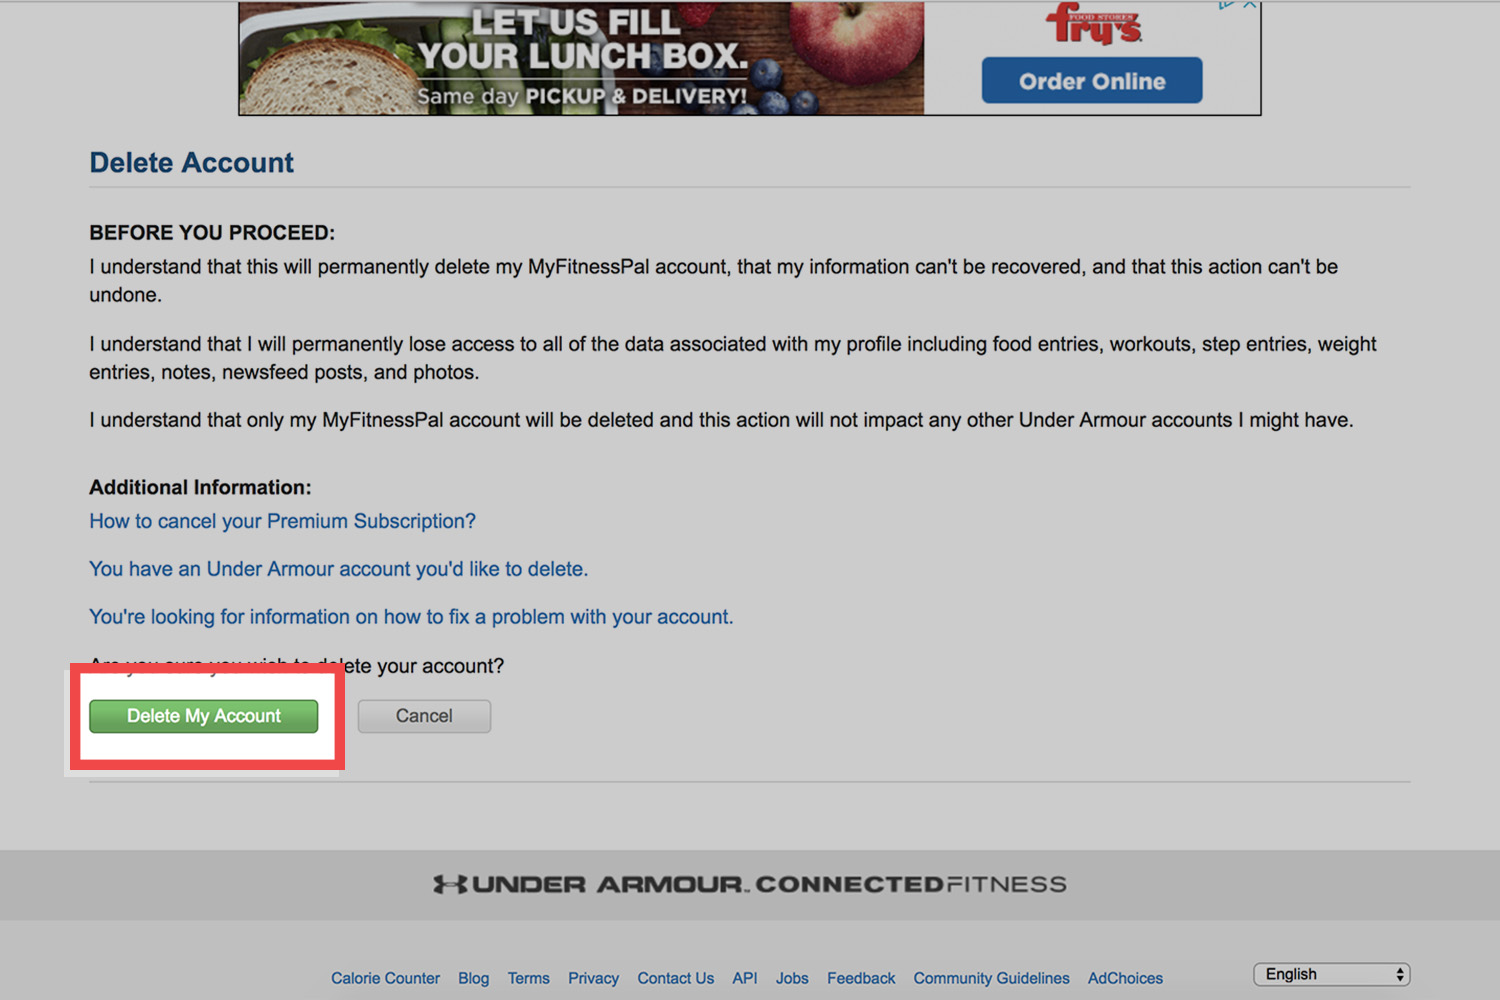 LET US FILL
YOUR LUNCH BOX.
Same day PICKUP & DELIVERY!
FOOD STORES
fry's
Order Online
Delete Account
BEFORE YOU PROCEED:
I understand that this will permanently delete my MyFitnessPal account, that my information can't be recovered, and that this action can't be
undone.
I understand that I will permanently lose access to all of the data associated with my profile including food entries, workouts, step entries, weight
entries, notes, newsfeed posts, and photos.
I understand that only my MyFitnessPal account will be deleted and this action will not impact any other Under Armour accounts I might have.
Additional Information:
How to cancel your Premium Subscription?
You have an Under Armour account you'd like to delete.
You're looking for information on how to fix a problem with your account.
Are you sure you wish to delete your account?
Delete My Account Cancel
UNDER ARMOUR CONNECTEDFITNESS
Calorie Counter Blog Terms Privacy Contact Us API Jobs Feedback Community Guidelines AdChoices English